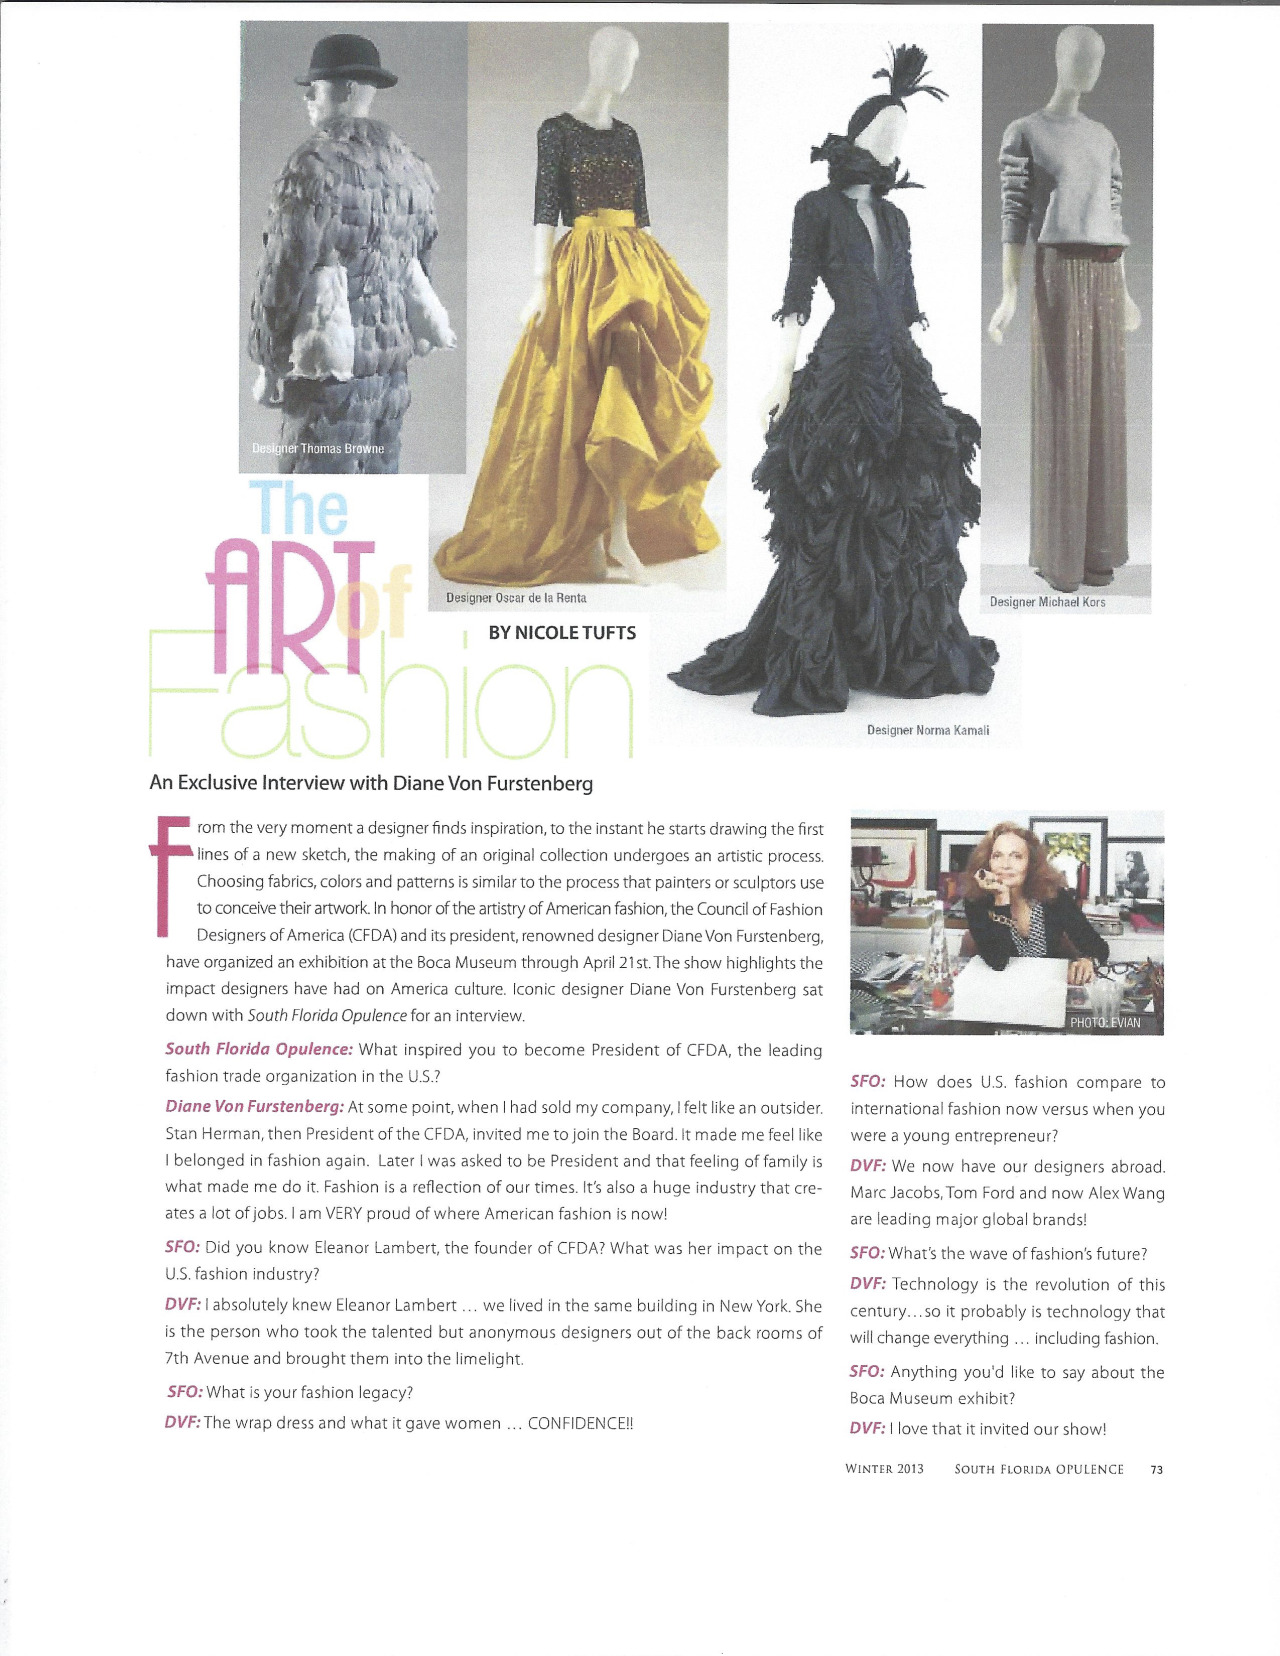 Designer Thomas Browne
Designer Oscar de la Renta
Designer Norma Kamali
Designer Michael Kors
The
ART of
Fashion
BY NICOLE TUFTS
An Exclusive Interview with Diane Von Furstenberg
From the very moment a designer finds inspiration, to the instant he starts drawing the first
lines of a new sketch, the making of an original collection undergoes an artistic process.
Choosing fabrics, colors and patterns is similar to the process that painters or sculptors use
to conceive their artwork. In honor of the artistry of American fashion, the Council of Fashion
Designers of America (CFDA) and its president, renowned designer Diane Von Furstenberg,
have organized an exhibition at the Boca Museum through April 21st. The show highlights the
impact designers have had on America culture. Iconic designer Diane Von Furstenberg sat
down with South Florida Opulence for an interview.
South Florida Opulence: What inspired you to become President of CFDA, the leading
fashion trade organization in the U.S.?
Diane Von Furstenberg: At some point, when I had sold my company, I felt like an outsider.
Stan Herman, then President of the CFDA, invited me to join the Board. It made me feel like
I belonged in fashion again. Later I was asked to be President and that feeling of family is
what made me do it. Fashion is a reflection of our times. It's also a huge industry that cre-
ates a lot of jobs. I am VERY proud of where American fashion is now!
SFO: Did you know Eleanor Lambert, the founder of CFDA? What was her impact on the
U.S. fashion industry?
DVF: I absolutely knew Eleanor Lambert ... we lived in the same building in New York. She
is the person who took the talented but anonymous designers out of the back rooms of
7th Avenue and brought them into the limelight.
SFO: What is your fashion legacy?
DVF: The wrap dress and what it gave women ... CONFIDENCE!!
PHOTO: EVIAN
SFO: How does U.S. fashion compare to
international fashion now versus when you
were a young entrepreneur?
DVF: We now have our designers abroad.
Marc Jacobs, Tom Ford and now Alex Wang
are leading major global brands!
SFO: What's the wave of fashion's future?
DVF: Technology is the revolution of this
century...so it probably is technology that
will change everything ... including fashion.
SFO: Anything you'd like to say about the
Boca Museum exhibit?
DVF: I love that it invited our show!
WINTER 2013 SOUTH FLORIDA OPULENCE 73